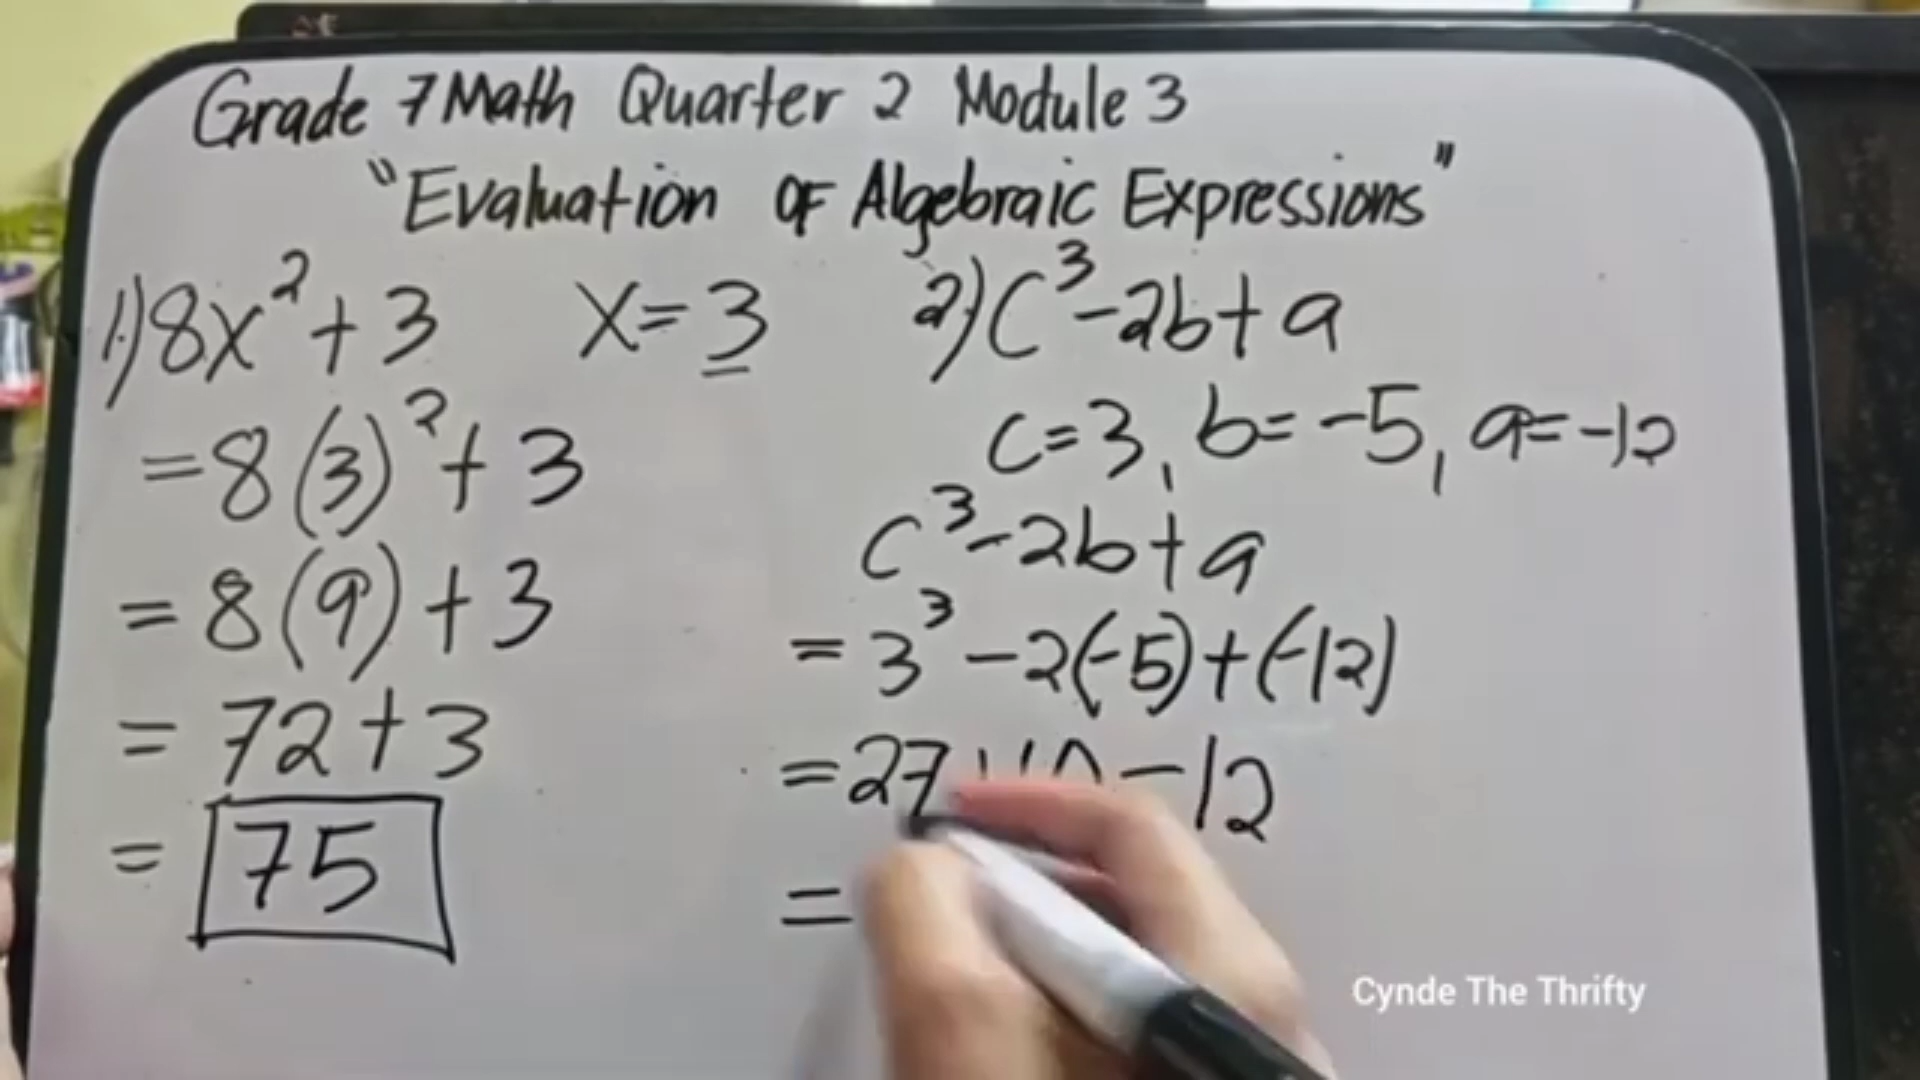 Grade 7 Math Quarter 2 Module 3
"Evaluation of Algebraic Expressions"
1.) 8x² + 3 x = 3
= 8(3)² + 3
= 8(9) + 3
= 72 + 3
= 75
2.) C³ - 2b + a
c = 3, b = -5, a = -12
c³ - 2b + a
= 3³ - 2(-5) + (-12)
= 27 - 12
=
Cynde The Thrifty